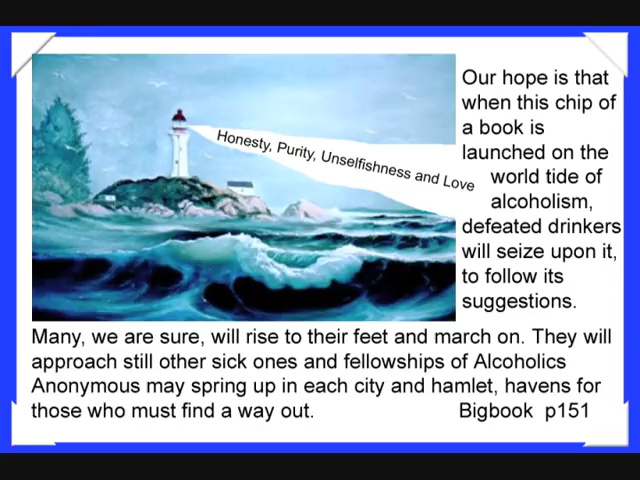 Honesty, Purity, Unselfishness and Love
Our hope is that
when this chip of
a book is
launched on the
world tide of
alcoholism,
defeated drinkers
will seize upon it,
to follow its
suggestions.
Many, we are sure, will rise to their feet and march on. They will
approach still other sick ones and fellowships of Alcoholics
Anonymous may spring up in each city and hamlet, havens for
those who must find a way out. Bigbook p151